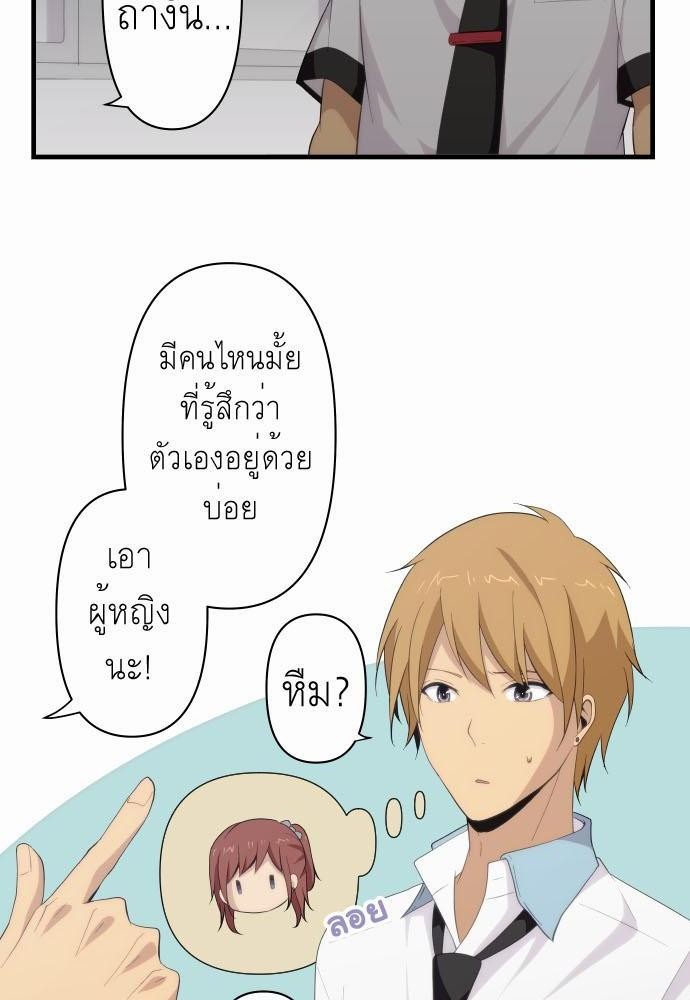 ถ้างั้น...
มีคนไหนมั้ย
ที่รู้สึกว่า
ตัวเองอยู่ด้วย
บ่อย
เอา
ผู้หญิง
นะ!
หืม?
ลอย